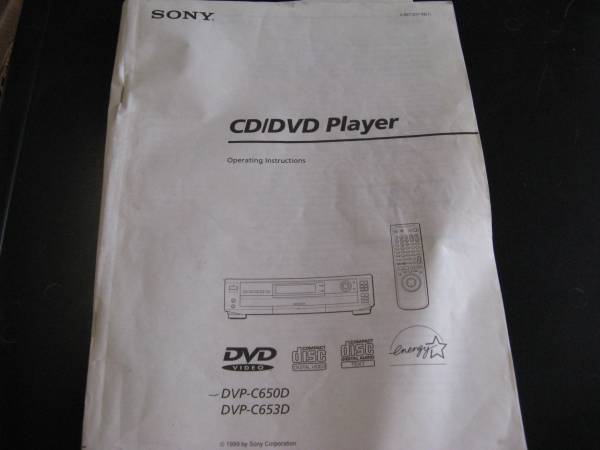 SONY
CD/DVD Player
Operating Instructions
DVD
VIDEO
COMPACT
disc
DIGITAL VIDEO
COMPACT
disc
DIGITAL AUDIO
TEXT
energy
DVP-C650D
DVP-C653D
© 1999 by Sony Corporation